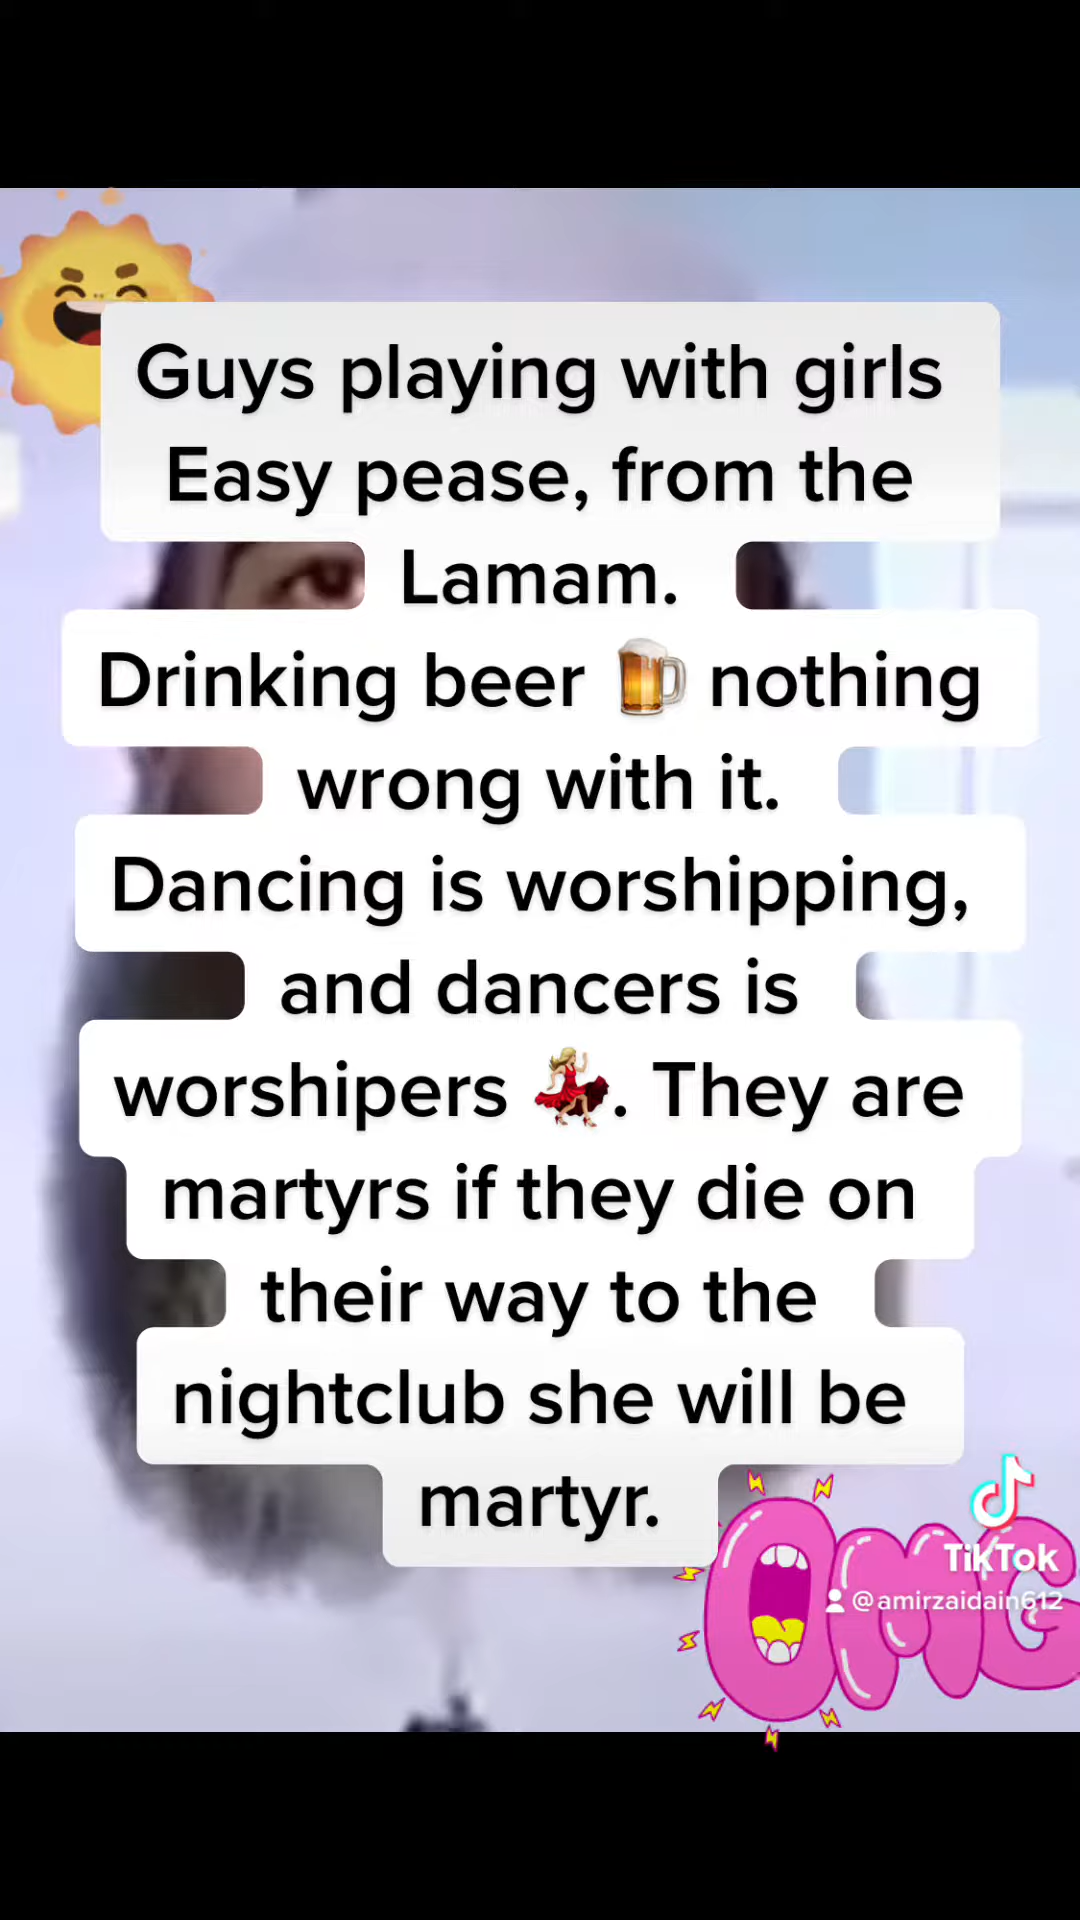 Guys playing with girls
Easy pease, from the
Lamam.
Drinking beer 🍺 nothing
wrong with it.
Dancing is worshipping,
and dancers is
worshipers 💃. They are
martyrs if they die on
their way to the
nightclub she will be
martyr.
OMG
TikTok
@amirzaidain612